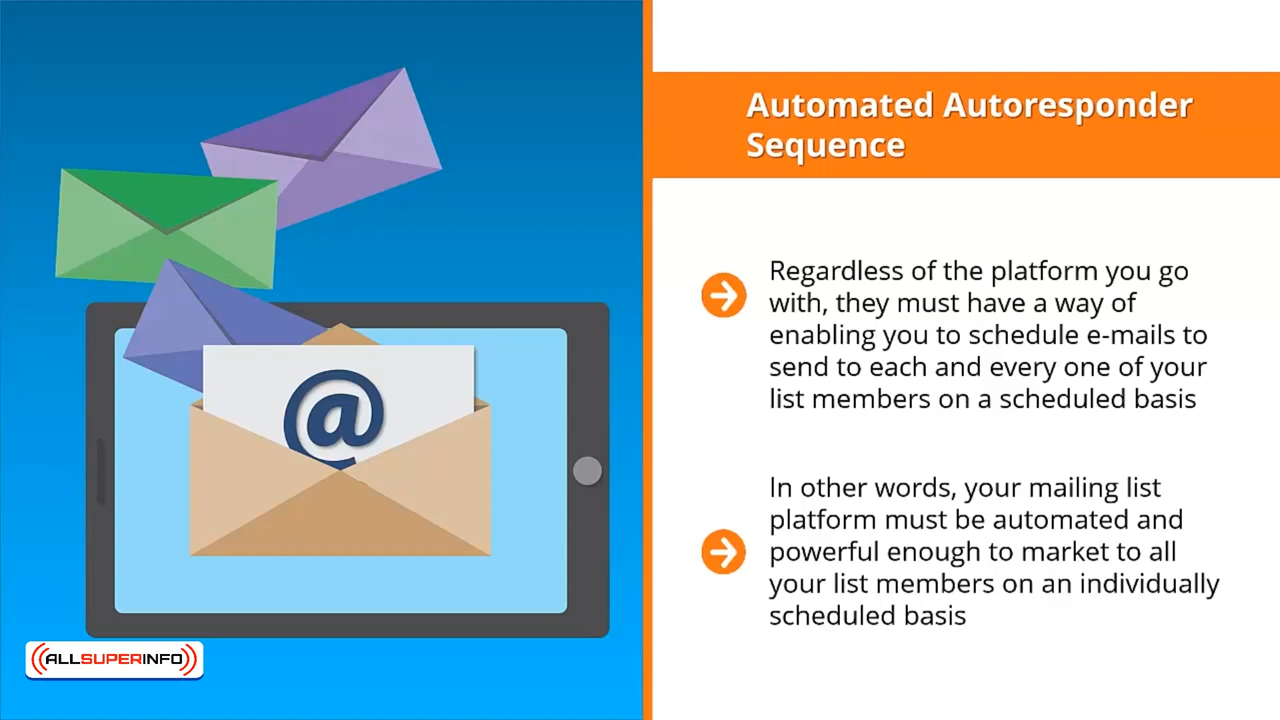 Automated Autoresponder
Sequence
Regardless of the platform you go
with, they must have a way of
enabling you to schedule e-mails to
send to each and every one of your
list members on a scheduled basis
In other words, your mailing list
platform must be automated and
powerful enough to market to all
your list members on an individually
scheduled basis
@
ALLSUPERINFO